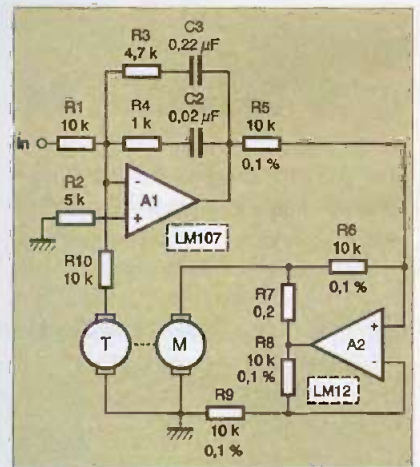 R3
4,7 k
C3
0,22 µF
R1
10 k
R4
1 k
C2
0,02 µF
R5
10 k
0,1 %
In
R2
5 k
-
+
A1
LM107
R10
10 k
R6
10 k
0,1 %
R7
0,2
T
M
R8
10 k
0,1 %
+
-
A2
LM12
R9
10 k
0,1 %